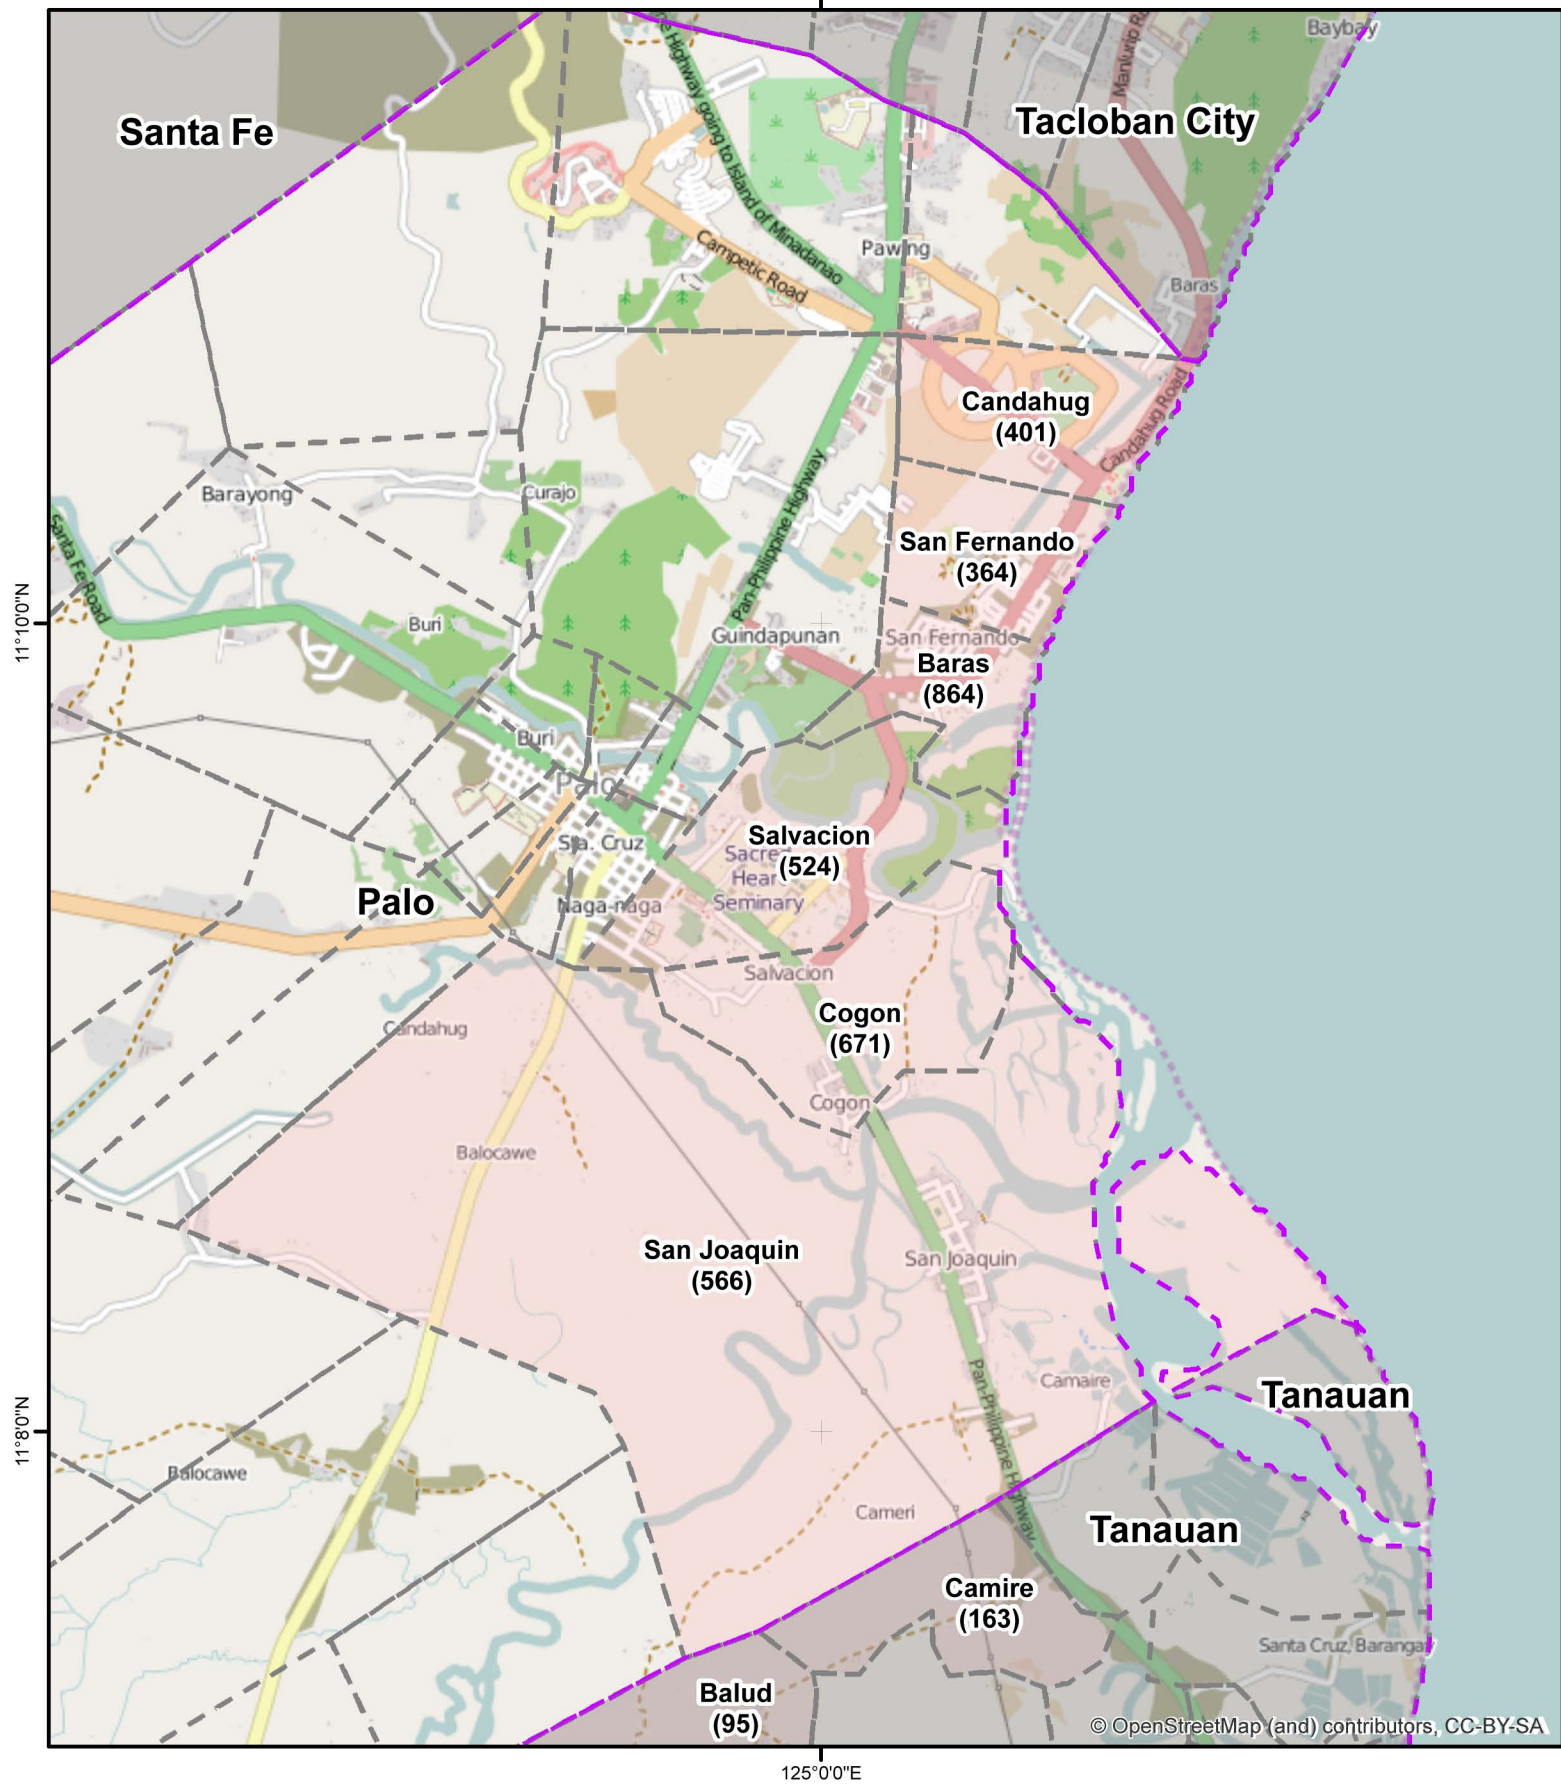 Baybay
Manlurip Ro
Santa Fe
Tacloban City
ne Highway going to Island of Minadanao
Pawing
Campetic Road
Baras
Candahug
(401)
Candahug Road
Barayong
Curajo
Pan-Philippine Highway
San Fernando
(364)
Santa Fe Road
11°10'0"N
Buri
Guindapunan
San Fernando
Baras
(864)
Buri
Palo
Sta. Cruz
Salvacion
(524)
Sacred
Heart
Seminary
Palo
Naga-naga
Salvacion
Cogon
(671)
Candahug
Cogon
Balocawe
San Joaquin
(566)
San Joaquin
Camaire
Tanauan
Pan-Philippine Highway
11°8'0"N
Balocawe
Cameri
Tanauan
Camire
(163)
Santa Cruz, Barangay
Balud
(95)
© OpenStreetMap (and) contributors, CC-BY-SA
125°0'0"E